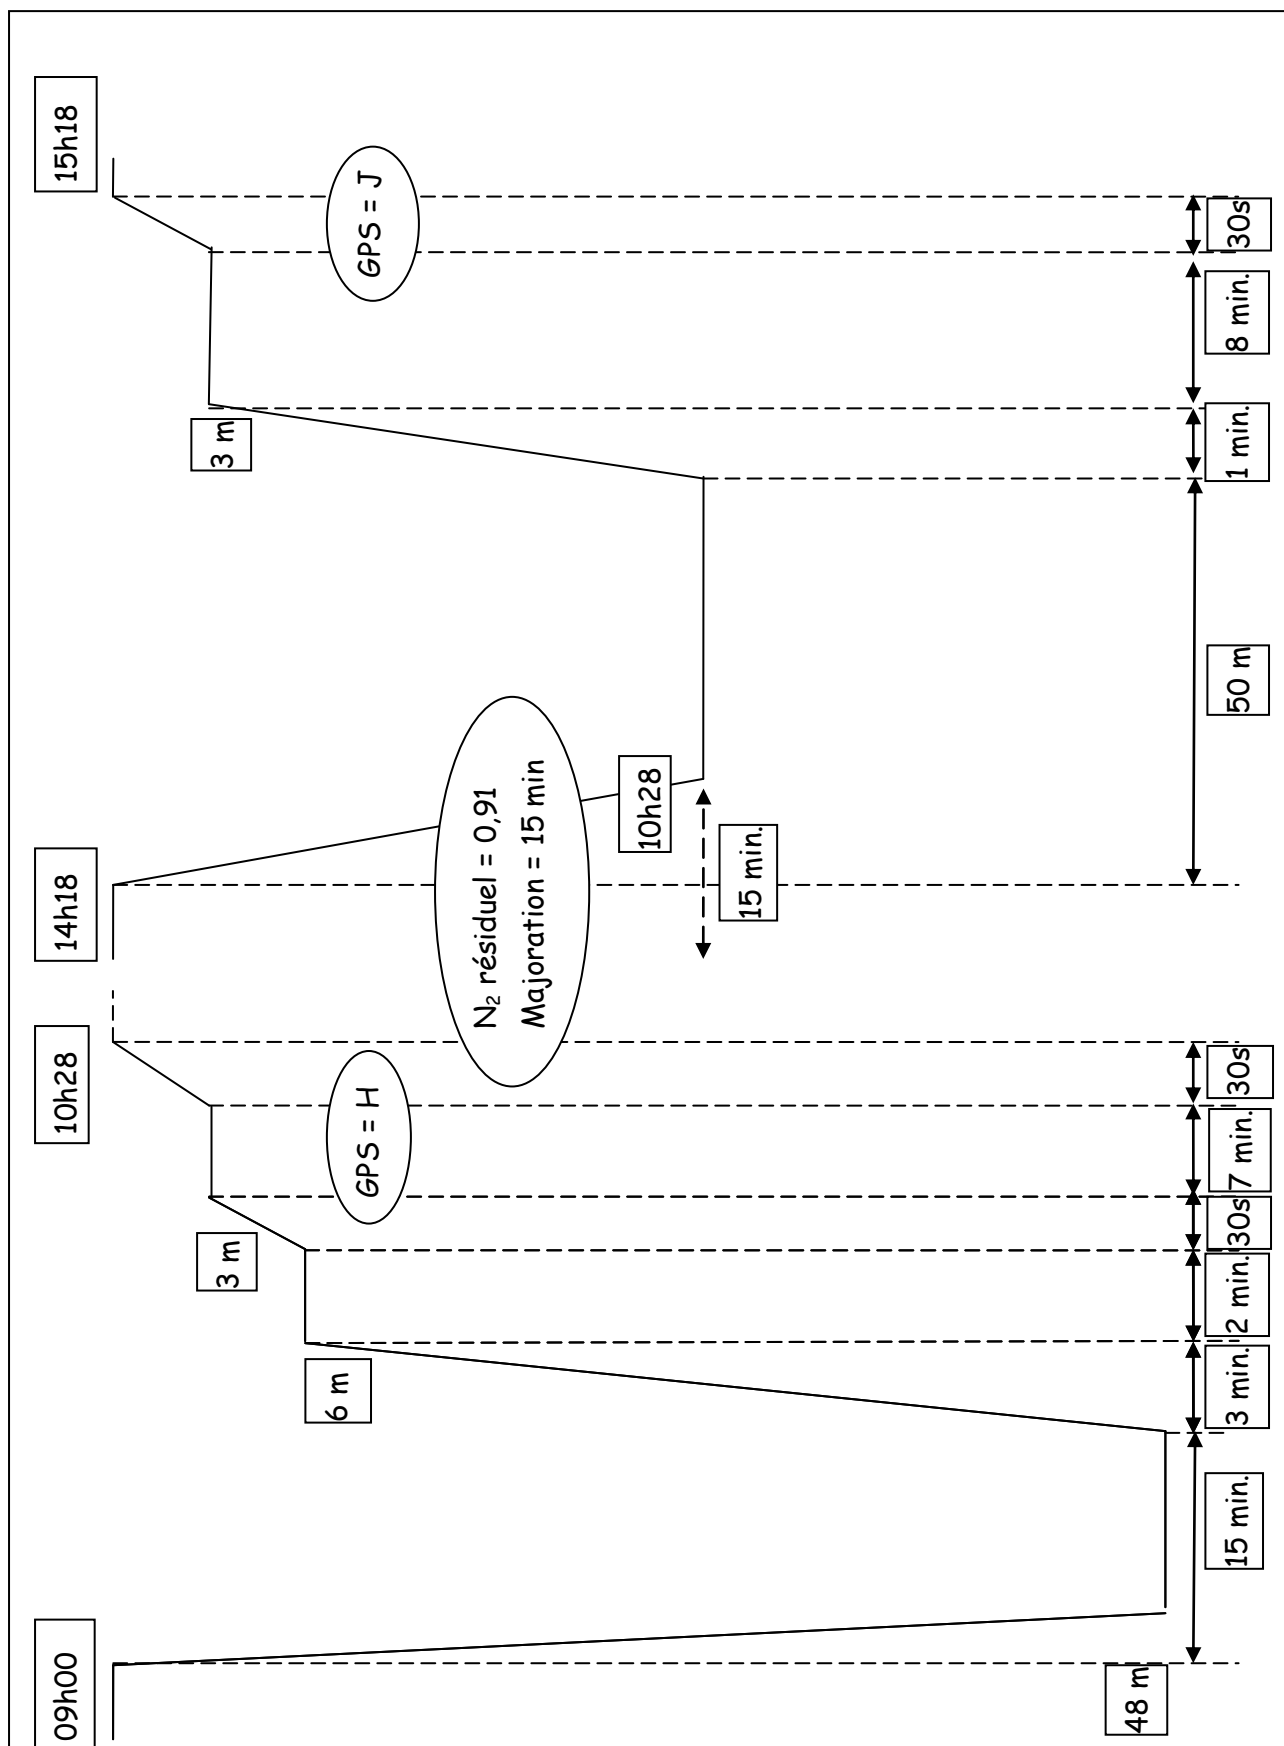 09h00
10h28
14h18
15h18
GPS = H
GPS = J
N₂ résiduel = 0,91
Majoration = 15 min
3 m
6 m
3 m
10h28
15 min.
48 m
15 min.
3 min.
2 min.
30s
7 min.
30s
50 m
1 min.
8 min.
30s